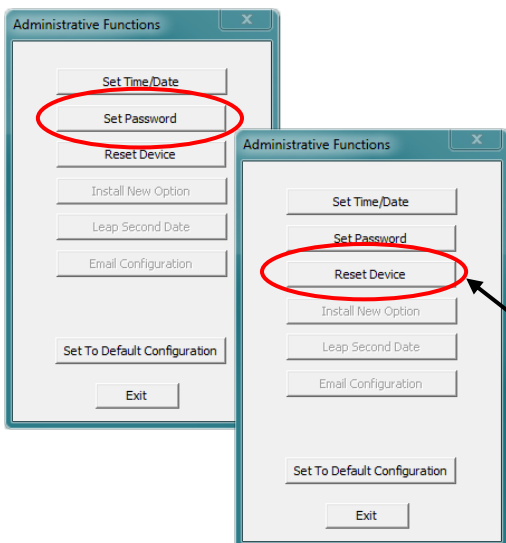 Administrative Functions
X
Set Time/Date
Set Password
Reset Device
Install New Option
Leap Second Date
Email Configuration
Set To Default Configuration
Exit
Administrative Functions
X
Set Time/Date
Set Password
Reset Device
Install New Option
Leap Second Date
Email Configuration
Set To Default Configuration
Exit